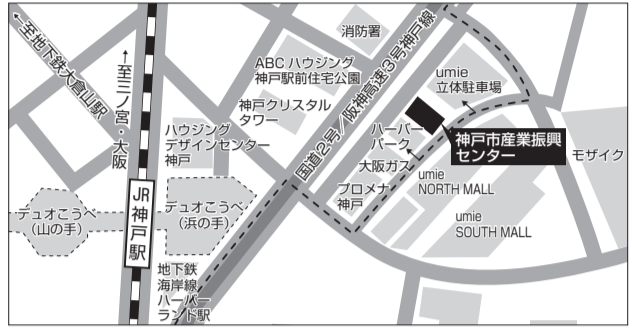 ←至地下鉄大倉山駅
←至三ノ宮・大阪
消防署
ABC ハウジング
神戸駅前住宅公園
神戸クリスタル
タワー
ハウジング
デザインセンター
神戸
国道2号／阪神高速3号神戸線
umie
立体駐車場
ハーバー
パーク
大阪ガス
プロメナ
神戸
神戸市産業振興
センター
モザイク
umie
NORTH MALL
umie
SOUTH MALL
デュオこうべ
（山の手）
JR
神戸駅
デュオこうべ
（浜の手）
地下鉄
海岸線
ハーバー
ランド駅